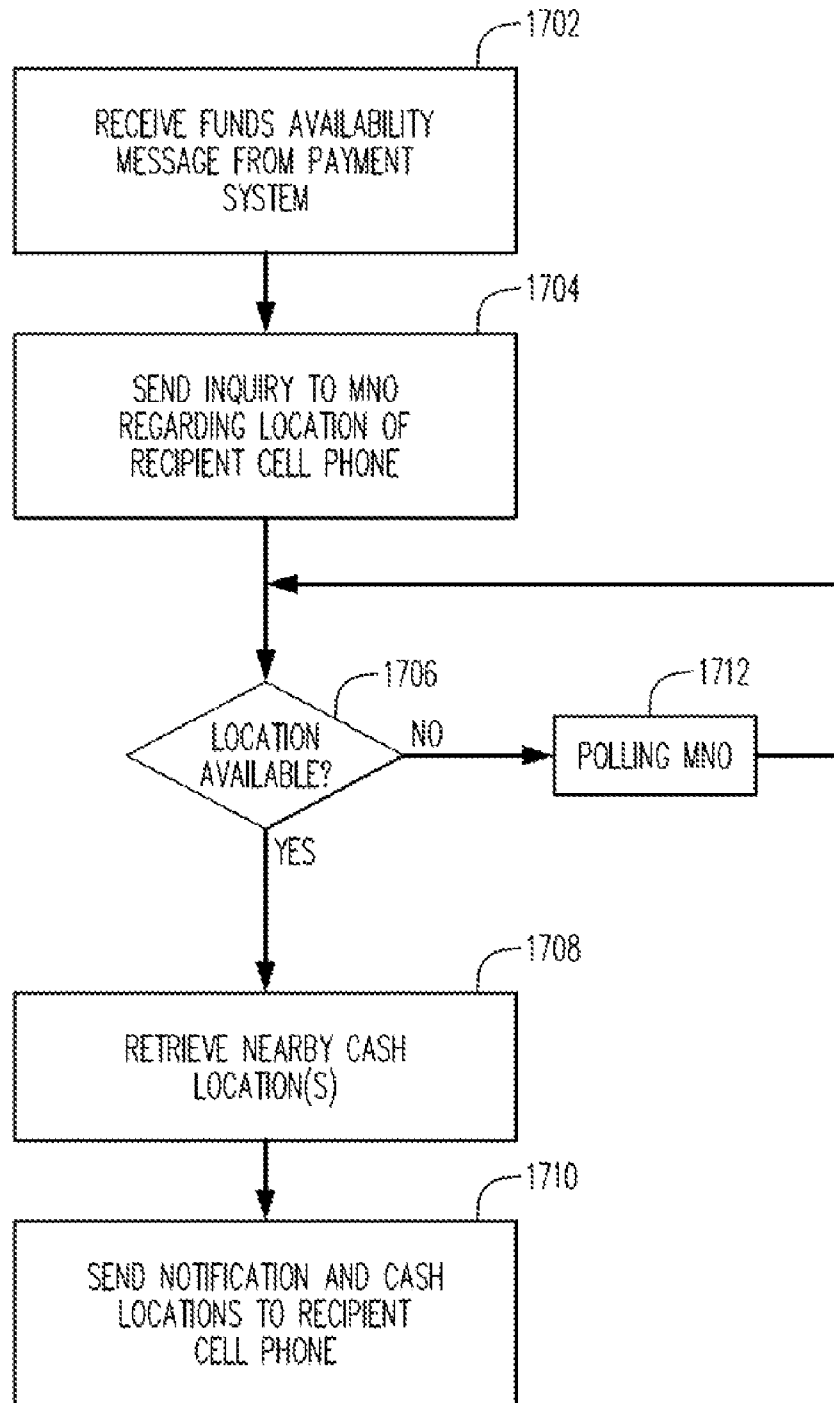 1702
RECEIVE FUNDS AVAILABILITY
MESSAGE FROM PAYMENT
SYSTEM
1704
SEND INQUIRY TO MNO
REGARDING LOCATION OF
RECIPIENT CELL PHONE
1706
LOCATION
AVAILABLE?
NO
1712
POLLING MNO
YES
1708
RETRIEVE NEARBY CASH
LOCATION(S)
1710
SEND NOTIFICATION AND CASH
LOCATIONS TO RECIPIENT
CELL PHONE